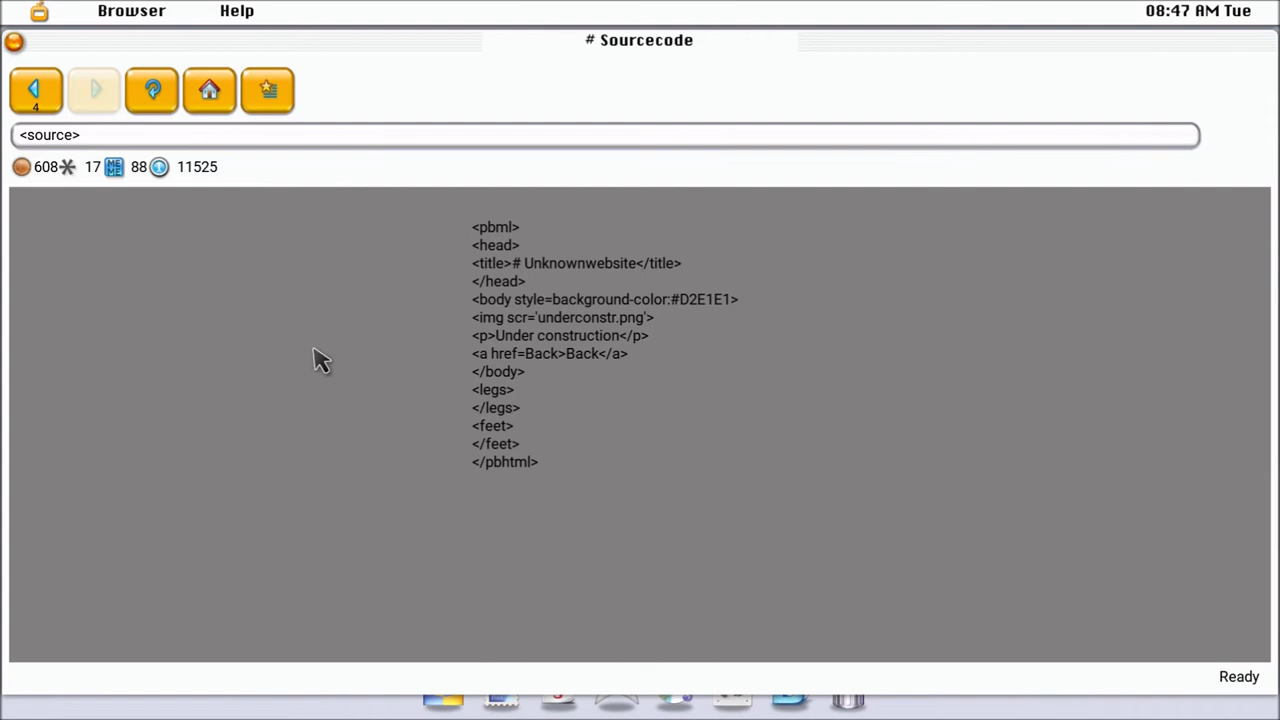 Browser Help 08:47 AM Tue
# Sourcecode
4
<source>
608 17 88 11525
<pbml>
<head>
<title># Unknownwebsite</title>
</head>
<body style=background-color:#D2E1E1>
<img scr='underconstr.png'>
<p>Under construction</p>
<a href=Back>Back</a>
</body>
<legs>
</legs>
<feet>
</feet>
</pbhtml>
Ready